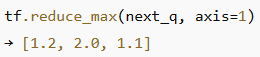 tf.reduce_max(next_q, axis=1)
→ [1.2, 2.0, 1.1]